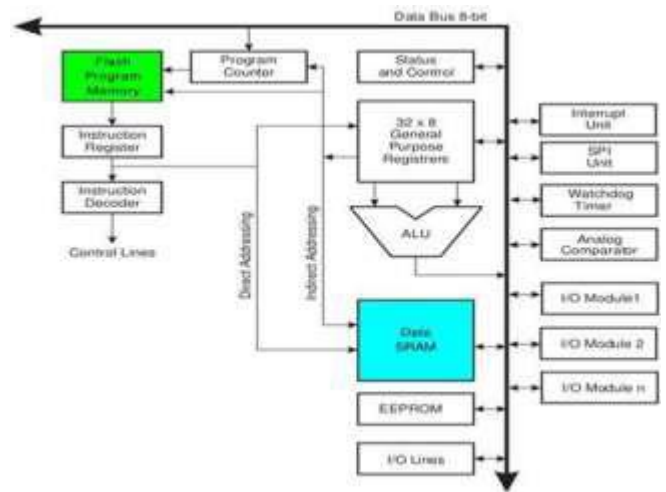 Data Bus 8-bit
Flash
Program
Memory
Program
Counter
Status
and Control
Instruction
Register
32 x 8
General
Purpose
Registrers
Interrupt
Unit
SPI
Unit
Instruction
Decoder
Watchdog
Timer
ALU
Analog
Comparator
Control Lines
Direct Addressing
Indirect Addressing
I/O Module1
Data
SRAM
I/O Module 2
I/O Module n
EEPROM
I/O Lines